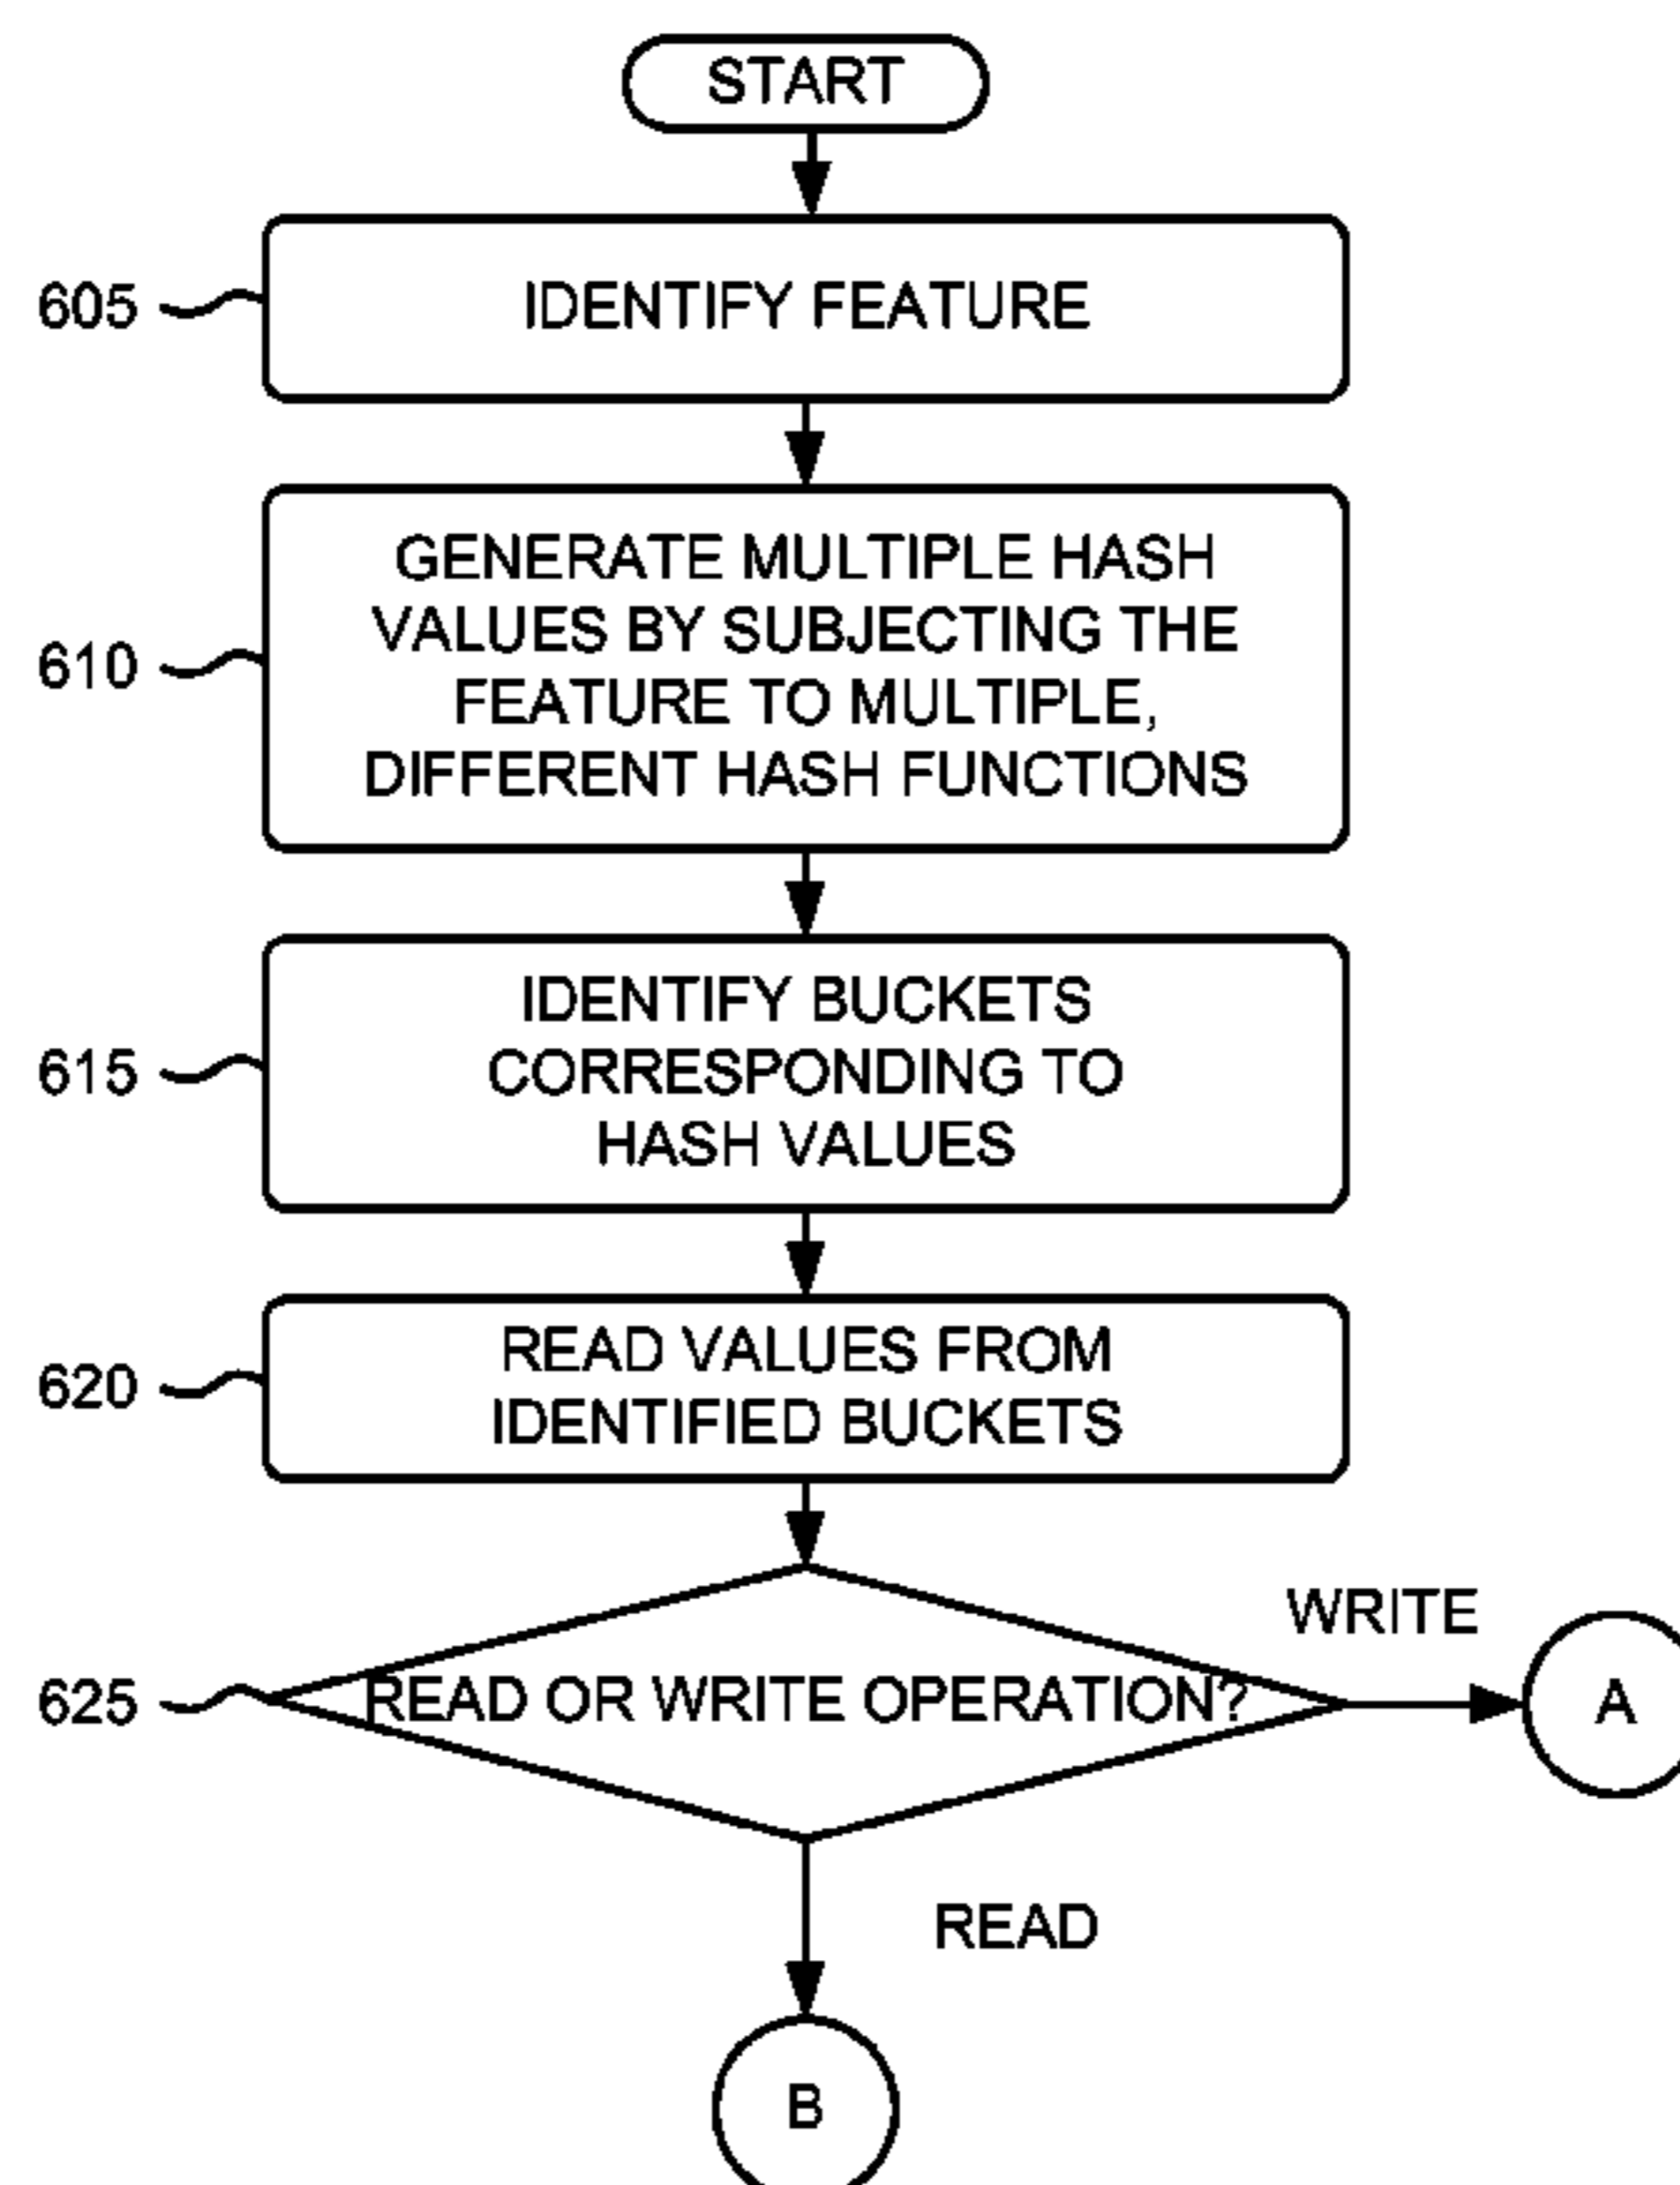 START
605
IDENTIFY FEATURE
610
GENERATE MULTIPLE HASH
VALUES BY SUBJECTING THE
FEATURE TO MULTIPLE,
DIFFERENT HASH FUNCTIONS
615
IDENTIFY BUCKETS
CORRESPONDING TO
HASH VALUES
620
READ VALUES FROM
IDENTIFIED BUCKETS
WRITE
625
READ OR WRITE OPERATION?
A
READ
B